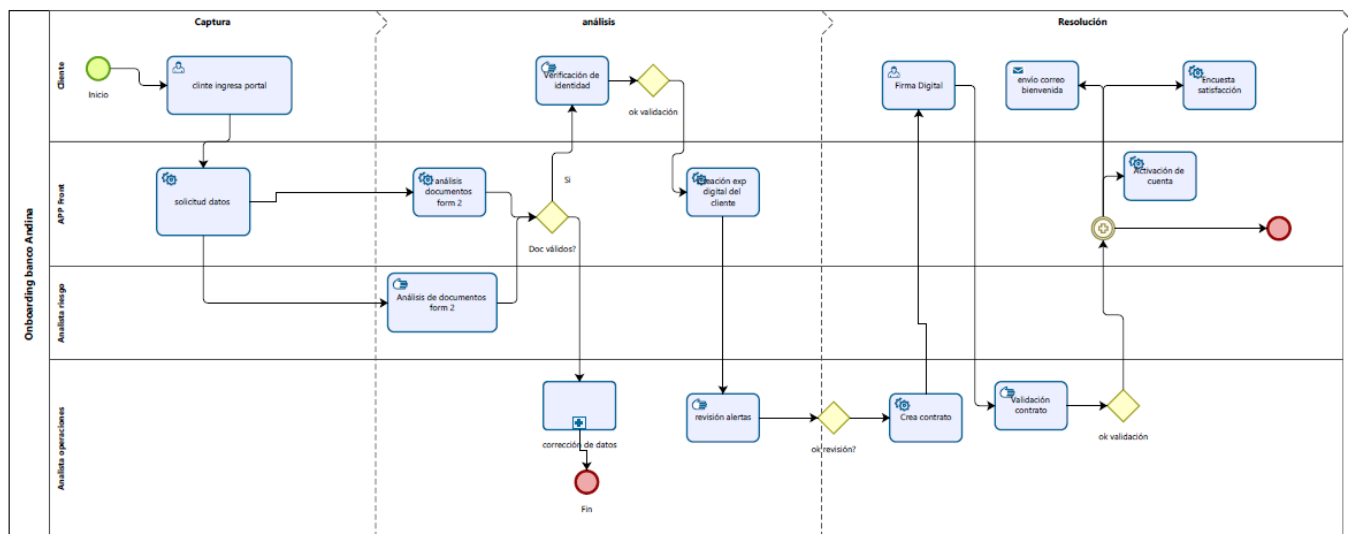 Captura
análisis
Resolución
Onboarding banco Andina
Cliente
Inicio
clinte ingresa portal
Verificación de
identidad
ok validación
Firma Digital
envio correo
bienvenida
Encuesta
satisfacción
APP Front
solicitud datos
análisis
documentos
form 2
Si
Doc válidos?
Creación exp
digital del
cliente
Activación de
cuenta
Analista riesgo
Análisis de documentos
form 2
Analista operaciones
corrección de datos
Fin
revisión alertas
ok revisión?
Crea contrato
Validación
contrato
ok validación